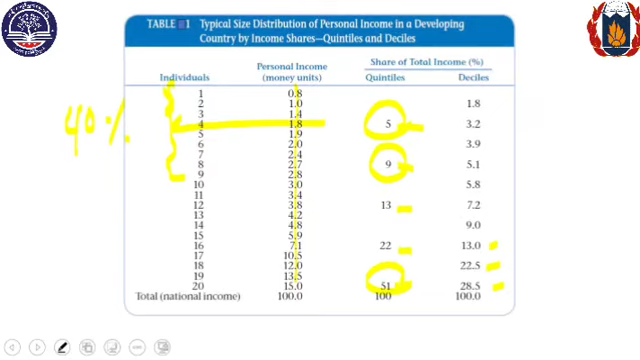 TABLE 5.1 Typical Size Distribution of Personal Income in a Developing
Country by Income Shares—Quintiles and Deciles
Personal Income Share of Total Income (%)
Individuals (money units) Quintiles Deciles
1 0.8
2 1.0 1.8
3 1.4
4 1.8 5 3.2
5 1.9
6 2.0 3.9
7 2.4
8 2.7 9 5.1
9 2.8
10 3.0 5.8
11 3.4
12 3.8 13 7.2
13 4.2
14 4.8 9.0
15 5.9
16 7.1 22 13.0
17 10.5
18 12.0 22.5
19 13.5
20 15.0 51 28.5
Total (national income) 100.0 100 100.0
40%